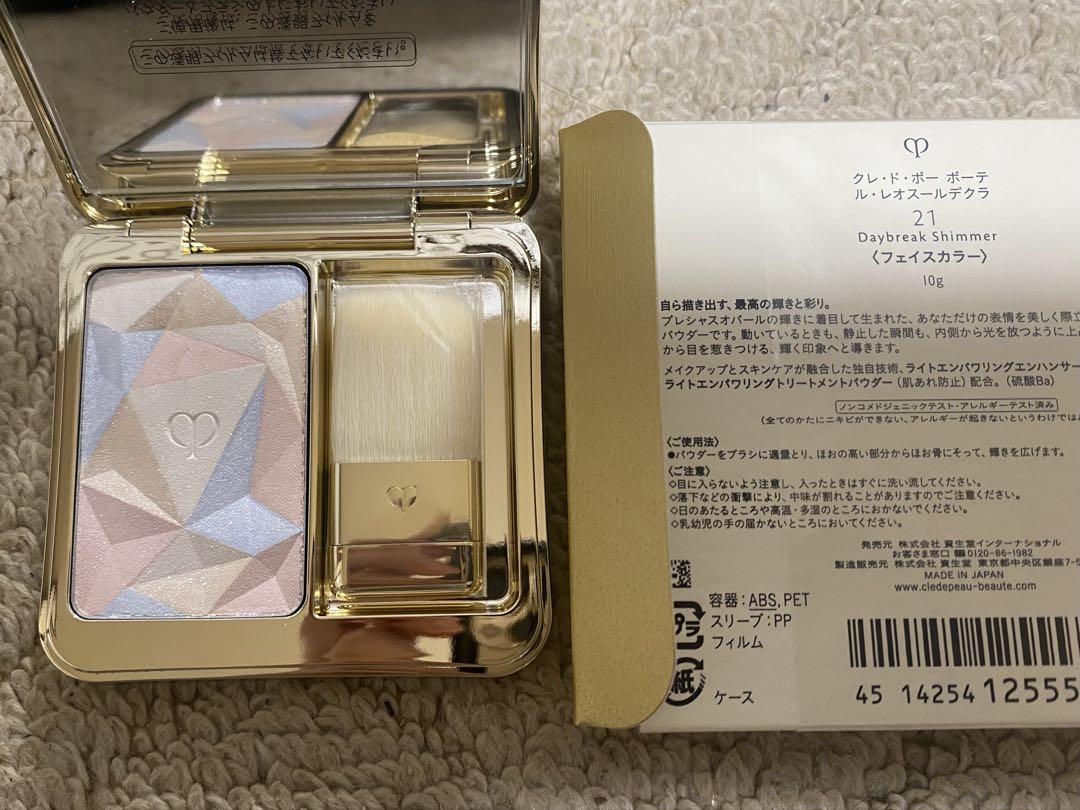 クレ・ド・ポー ボーテ
ル・レオスールデクラ
21
Daybreak Shimmer
〈フェイスカラー〉
10g
自ら描き出す、最高の輝きと彩り。
プレシャスオパールの輝きに着目して生まれた、あなただけの表情を美しく際立
パウダーです。動いているときも、静止した瞬間も、内側から光を放つように上
から目を惹きつける、輝く印象へと導きます。
メイクアップとスキンケアが融合した独自技術、ライトエンパワリングエンハンサー
ライトエンパワリングトリートメントパウダー（肌あれ防止）配合。（硫酸Ba）
ノンコメドジェニックテスト・アレルギーテスト済み
（全てのかたにニキビができない、アレルギーが起きないというわけでは
〈ご使用法〉
●パウダーをブラシに適量とり、ほおの高い部分からほお骨にそって、輝きを広げます。
〈ご注意〉
◇目に入らないよう注意し、入ったときはすぐに洗い流してください。
◇落下などの衝撃により、中味が割れることがありますのでご注意ください。
◇日のあたるところや高温・多湿のところにおかないでください。
◇乳幼児の手の届かないところにおいてください。
発売元 株式会社 資生堂インターナショナル
お客さま窓口 ☎0120-86-1982
製造販売元 株式会社 資生堂 東京都中央区銀座7-5
MADE IN JAPAN
www.cledepeau-beaute.com
容器：ABS,PET
プラ スリーブ：PP
フィルム
紙 ケース
45 14254 12555